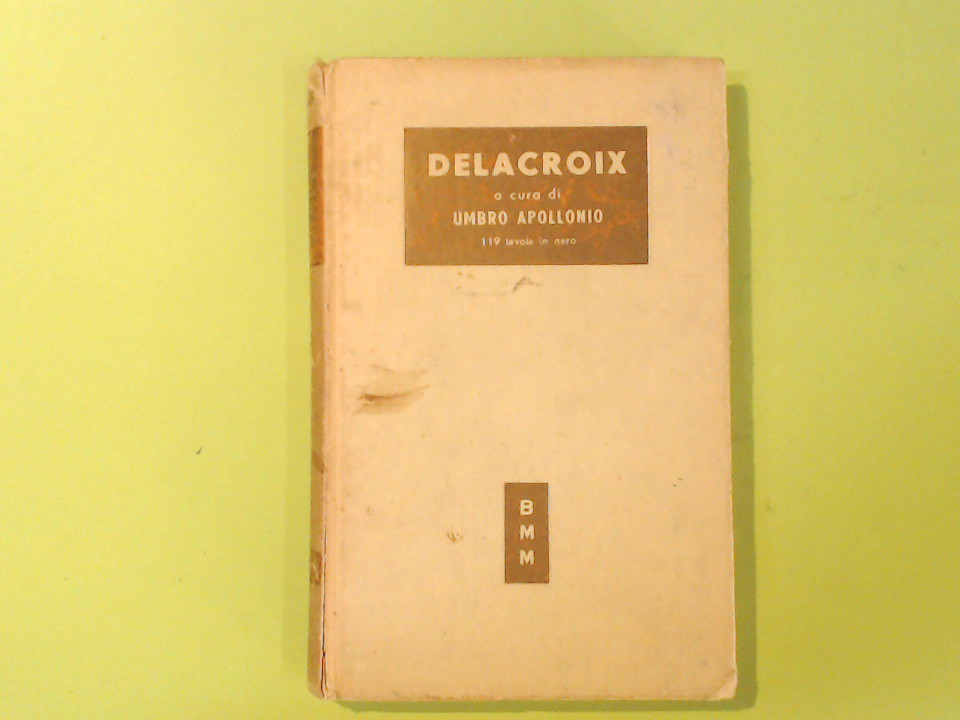 DELACROIX
a cura di
UMBRO APOLLONIO
119 tavole in nero
B
M
M